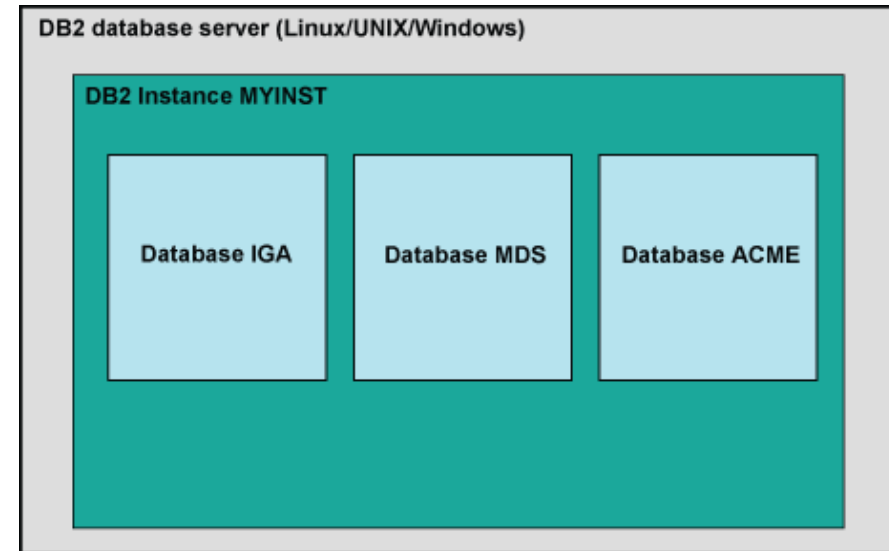 DB2 database server (Linux/UNIX/Windows)
DB2 Instance MYINST
Database IGA
Database MDS
Database ACME